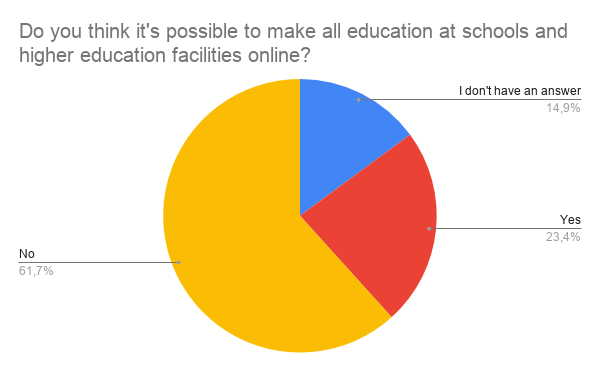 Do you think it's possible to make all education at schools and
higher education facilities online?
I don't have an answer
14,9%
Yes
23,4%
No
61,7%